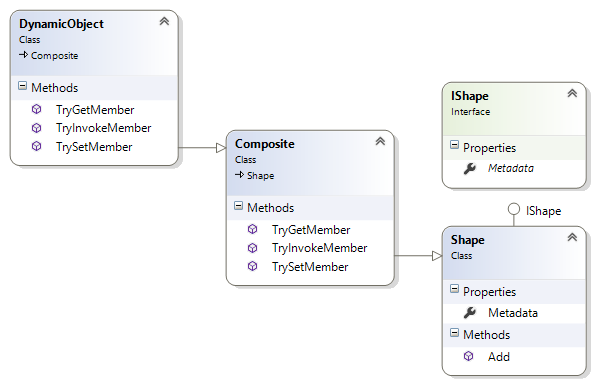 DynamicObject
Class
Composite
Methods
TryGetMember
TryInvokeMember
TrySetMember
Composite
Class
Shape
Methods
TryGetMember
TryInvokeMember
TrySetMember
IShape
Interface
Properties
Metadata
IShape
Shape
Class
Properties
Metadata
Methods
Add